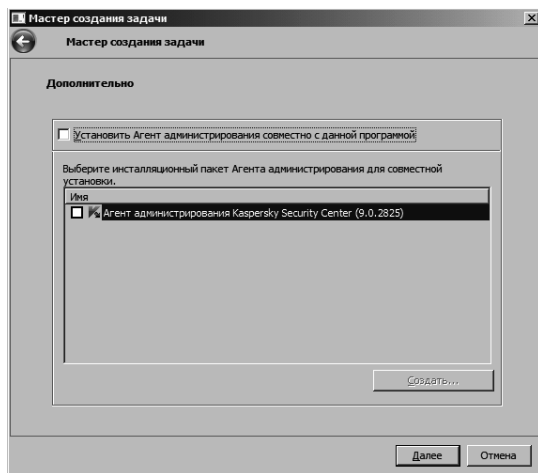 Мастер создания задачи
Мастер создания задачи
Дополнительно
Установить Агент администрирования совместно с данной программой
Выберите инсталляционный пакет Агента администрирования для совместной
установки.
Имя
Агент администрирования Kaspersky Security Center (9.0.2825)
Создать...
Далее
Отмена